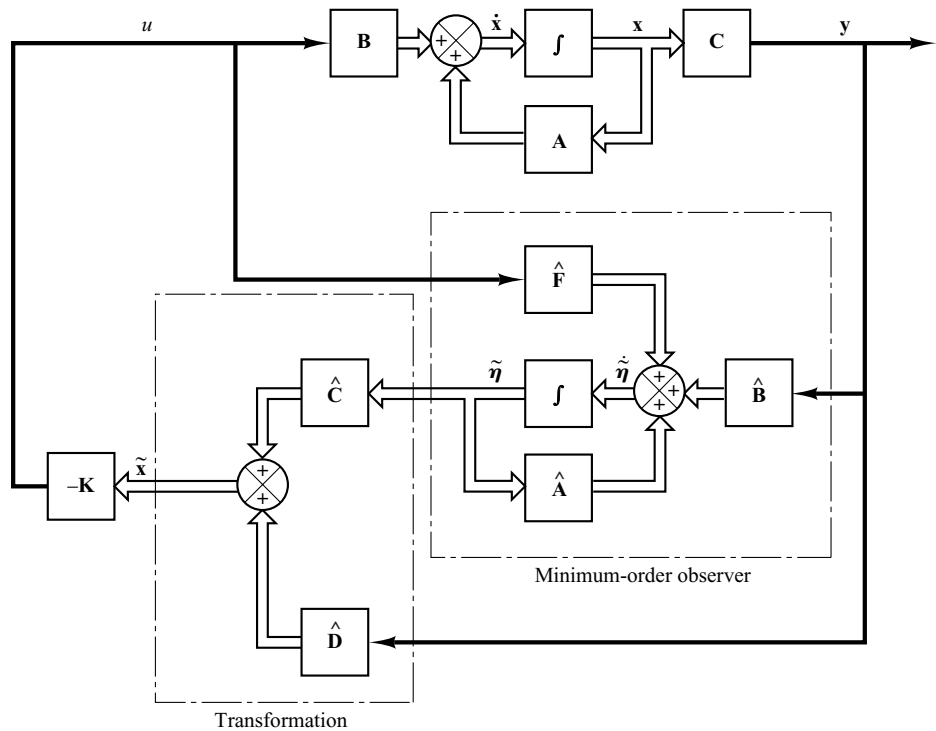 u
B
+
+
ẋ
∫
x
C
y
A
F̂
Ĉ
η̃
∫
η̃̇
+
+
+
B̂
Â
–K
x̃
+
+
Minimum-order observer
D̂
Transformation